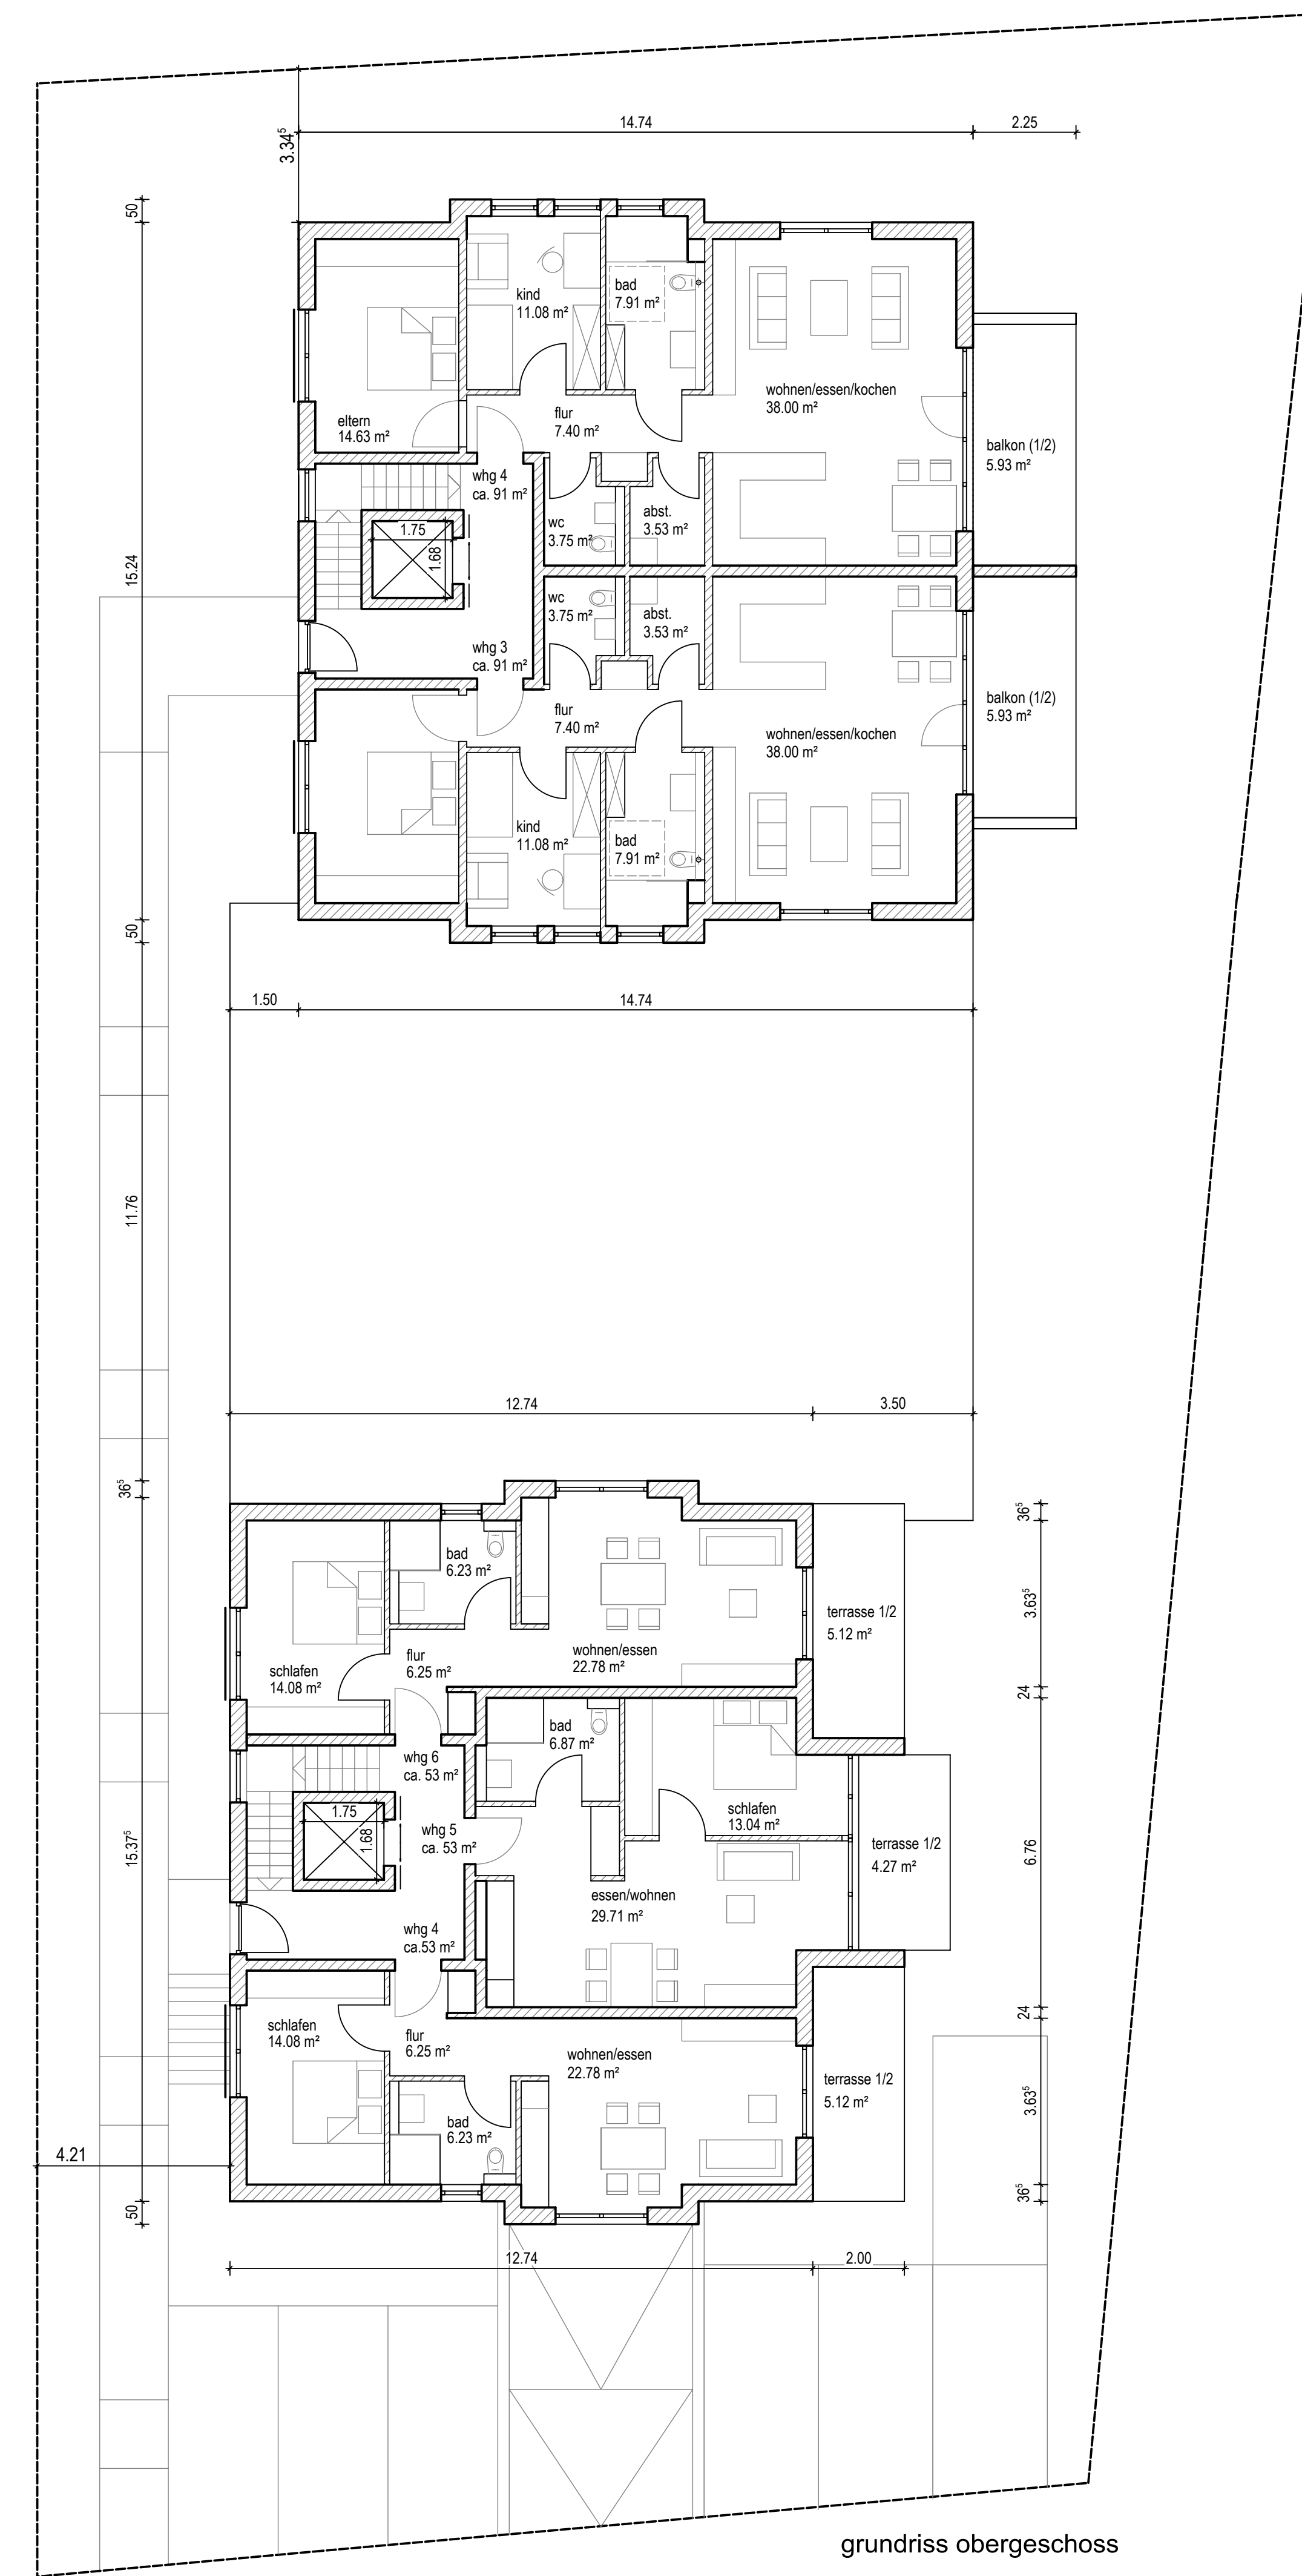 14.74
2.25
3.34⁵
50
kind
11.08 m²
bad
7.91 m²
wohnen/essen/kochen
38.00 m²
eltern
14.63 m²
flur
7.40 m²
balkon (1/2)
5.93 m²
whg 4
ca. 91 m²
wc
3.75 m²
abst.
3.53 m²
1.75
1.68
15.24
wc
3.75 m²
abst.
3.53 m²
whg 3
ca. 91 m²
flur
7.40 m²
balkon (1/2)
5.93 m²
wohnen/essen/kochen
38.00 m²
kind
11.08 m²
bad
7.91 m²
50
1.50
14.74
11.76
12.74
3.50
36⁵
36⁵
bad
6.23 m²
3.63⁵
terrasse 1/2
5.12 m²
wohnen/essen
22.78 m²
flur
6.25 m²
schlafen
14.08 m²
24
bad
6.87 m²
whg 6
ca. 53 m²
schlafen
13.04 m²
1.75
1.68
whg 5
ca. 53 m²
terrasse 1/2
4.27 m²
15.37⁵
6.76
essen/wohnen
29.71 m²
whg 4
ca.53 m²
24
schlafen
14.08 m²
flur
6.25 m²
wohnen/essen
22.78 m²
terrasse 1/2
5.12 m²
3.63⁵
bad
6.23 m²
4.21
36⁵
50
12.74
2.00
grundriss obergeschoss